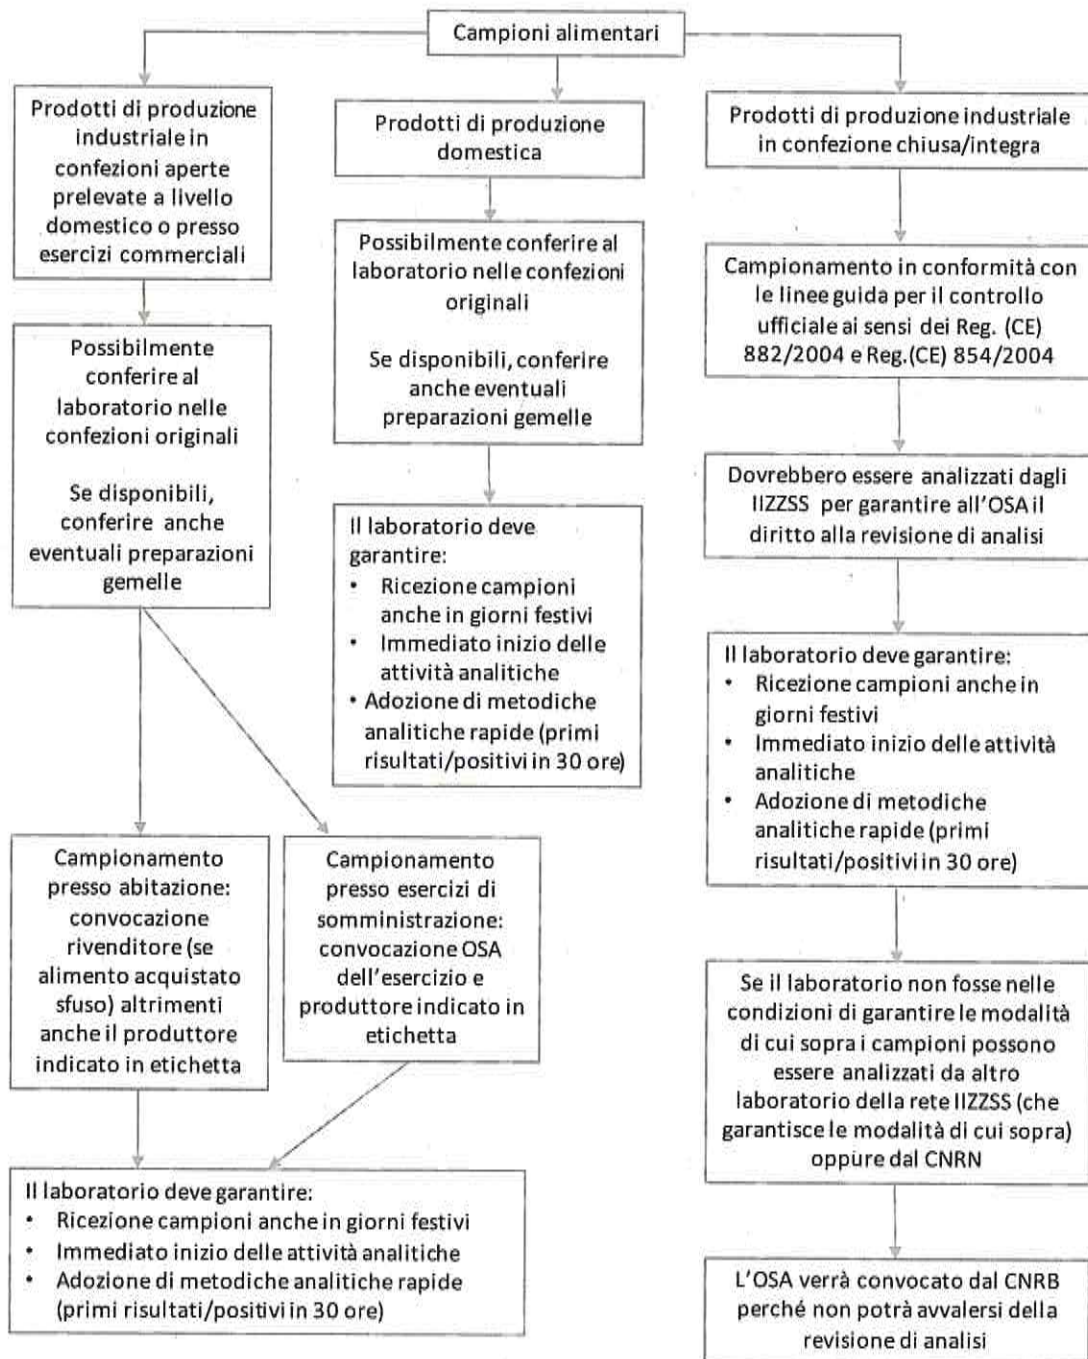 Campioni alimentari
Prodotti di produzione
industriale in
confezioni aperte
prelevate a livello
domestico o presso
esercizi commerciali
Possibilmente
conferire al
laboratorio nelle
confezioni originali
Se disponibili,
conferire anche
eventuali preparazioni
gemelle
Campionamento
presso abitazione:
convocazione
rivenditore (se
alimento acquistato
sfuso) altrimenti
anche il produttore
indicato in etichetta
Campionamento
presso esercizi di
somministrazione:
convocazione OSA
dell'esercizio e
produttore indicato in
etichetta
Il laboratorio deve garantire:
• Ricezione campioni anche in giorni festivi
• Immediato inizio delle attività analitiche
• Adozione di metodiche analitiche rapide
(primi risultati/positivi in 30 ore)
Prodotti di produzione
domestica
Possibilmente conferire al
laboratorio nelle confezioni
originali
Se disponibili, conferire
anche eventuali
preparazioni gemelle
Il laboratorio deve
garantire:
• Ricezione campioni
anche in giorni festivi
• Immediato inizio delle
attività analitiche
• Adozione di metodiche
analitiche rapide (primi
risultati/positivi in 30 ore)
Prodotti di produzione industriale
in confezione chiusa/integra
Campionamento in conformità con
le linee guida per il controllo
ufficiale ai sensi dei Reg. (CE)
882/2004 e Reg.(CE) 854/2004
Dovrebbero essere analizzati dagli
IIZZSS per garantire all'OSA il
diritto alla revisione di analisi
Il laboratorio deve garantire:
• Ricezione campioni anche in
giorni festivi
• Immediato inizio delle attività
analitiche
• Adozione di metodiche
analitiche rapide (primi
risultati/positivi in 30 ore)
Se il laboratorio non fosse nelle
condizioni di garantire le modalità
di cui sopra i campioni possono
essere analizzati da altro
laboratorio della rete IIZZSS (che
garantisce le modalità di cui sopra)
oppure dal CNRN
L'OSA verrà convocato dal CNRB
perché non potrà avvalersi della
revisione di analisi